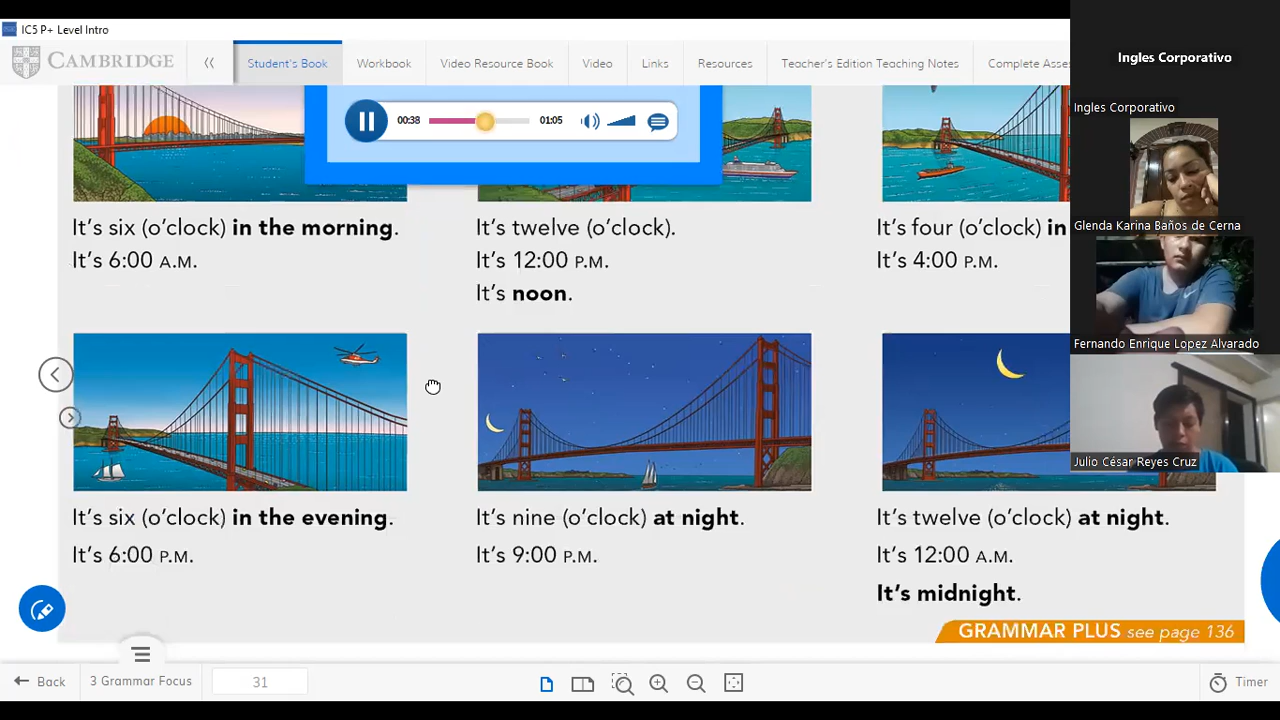 IC5 P+ Level Intro
CAMBRIDGE
Student's Book
Workbook
Video Resource Book
Video
Links
Resources
Teacher's Edition Teaching Notes
Complete Asse
Ingles Corporativo
Ingles Corporativo
Glenda Karina Baños de Cerna
Fernando Enrique Lopez Alvarado
Julio César Reyes Cruz
00:38
01:05
It's six (o'clock) in the morning.
It's 6:00 A.M.
It's twelve (o'clock).
It's 12:00 P.M.
It's noon.
It's four (o'clock) in
It's 4:00 P.M.
It's six (o'clock) in the evening.
It's 6:00 P.M.
It's nine (o'clock) at night.
It's 9:00 P.M.
It's twelve (o'clock) at night.
It's 12:00 A.M.
It's midnight.
GRAMMAR PLUS see page 136
Back
3 Grammar Focus
31
Timer